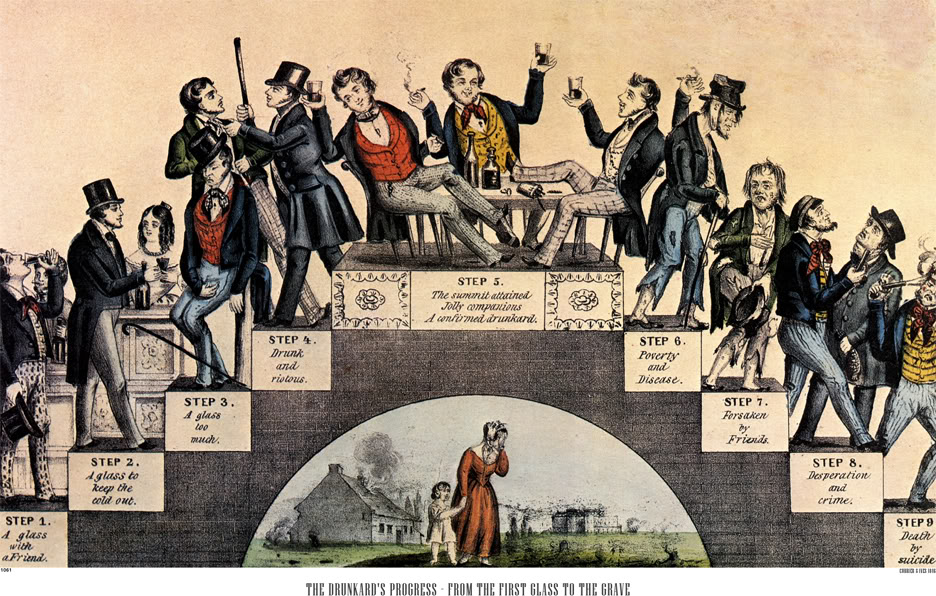 STEP 1.
A glass
with
a Friend.
STEP 2.
A glass to
keep the
cold out.
STEP 3.
A glass
too
much.
STEP 4.
Drunk
and
riotous.
STEP 5.
The summit attained
Jolly companions
A confirmed drunkard.
STEP 6.
Poverty
and
Disease.
STEP 7.
Forsaken
by
Friends.
STEP 8.
Desperation
and
crime.
STEP 9
Death
by
suicide
1061
THE DRUNKARD'S PROGRESS · FROM THE FIRST GLASS TO THE GRAVE